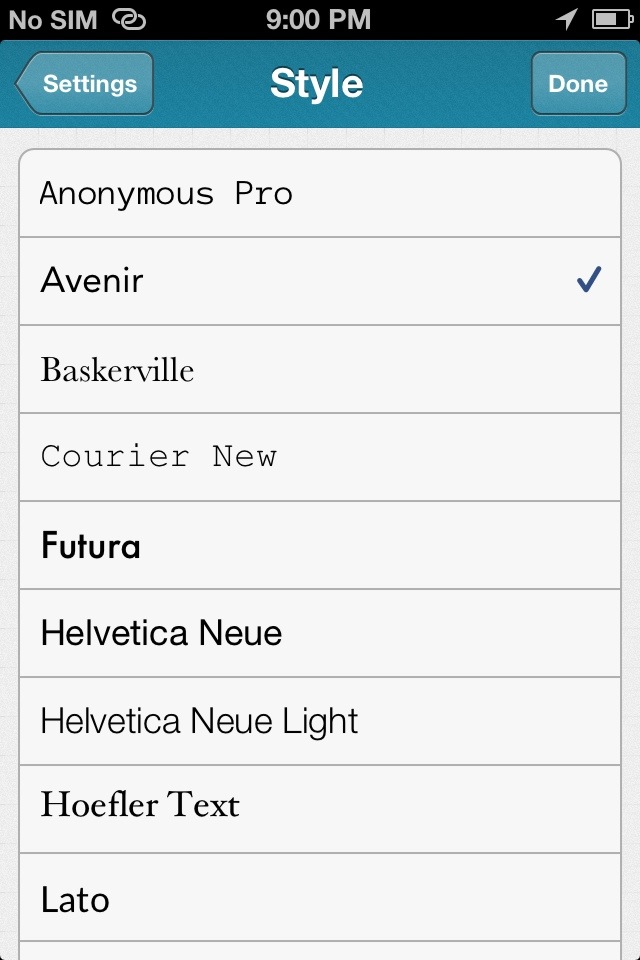 No SIM 9:00 PM
Settings Style Done
Anonymous Pro
Avenir
Baskerville
Courier New
Futura
Helvetica Neue
Helvetica Neue Light
Hoefler Text
Lato